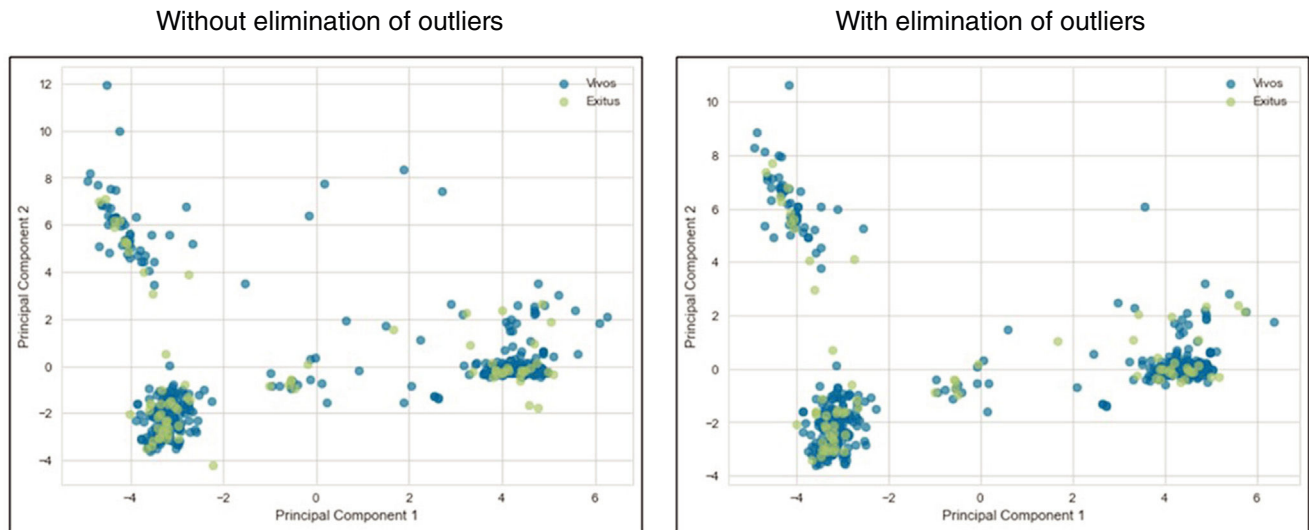 Without elimination of outliers
With elimination of outliers
Vivos
Exitus
12
10
8
6
4
2
0
−2
−4
Principal Component 2
−4
−2
0
2
4
6
Principal Component 1
Vivos
Exitus
10
8
6
4
2
0
−2
−4
Principal Component 2
−4
−2
0
2
4
6
Principal Component 1